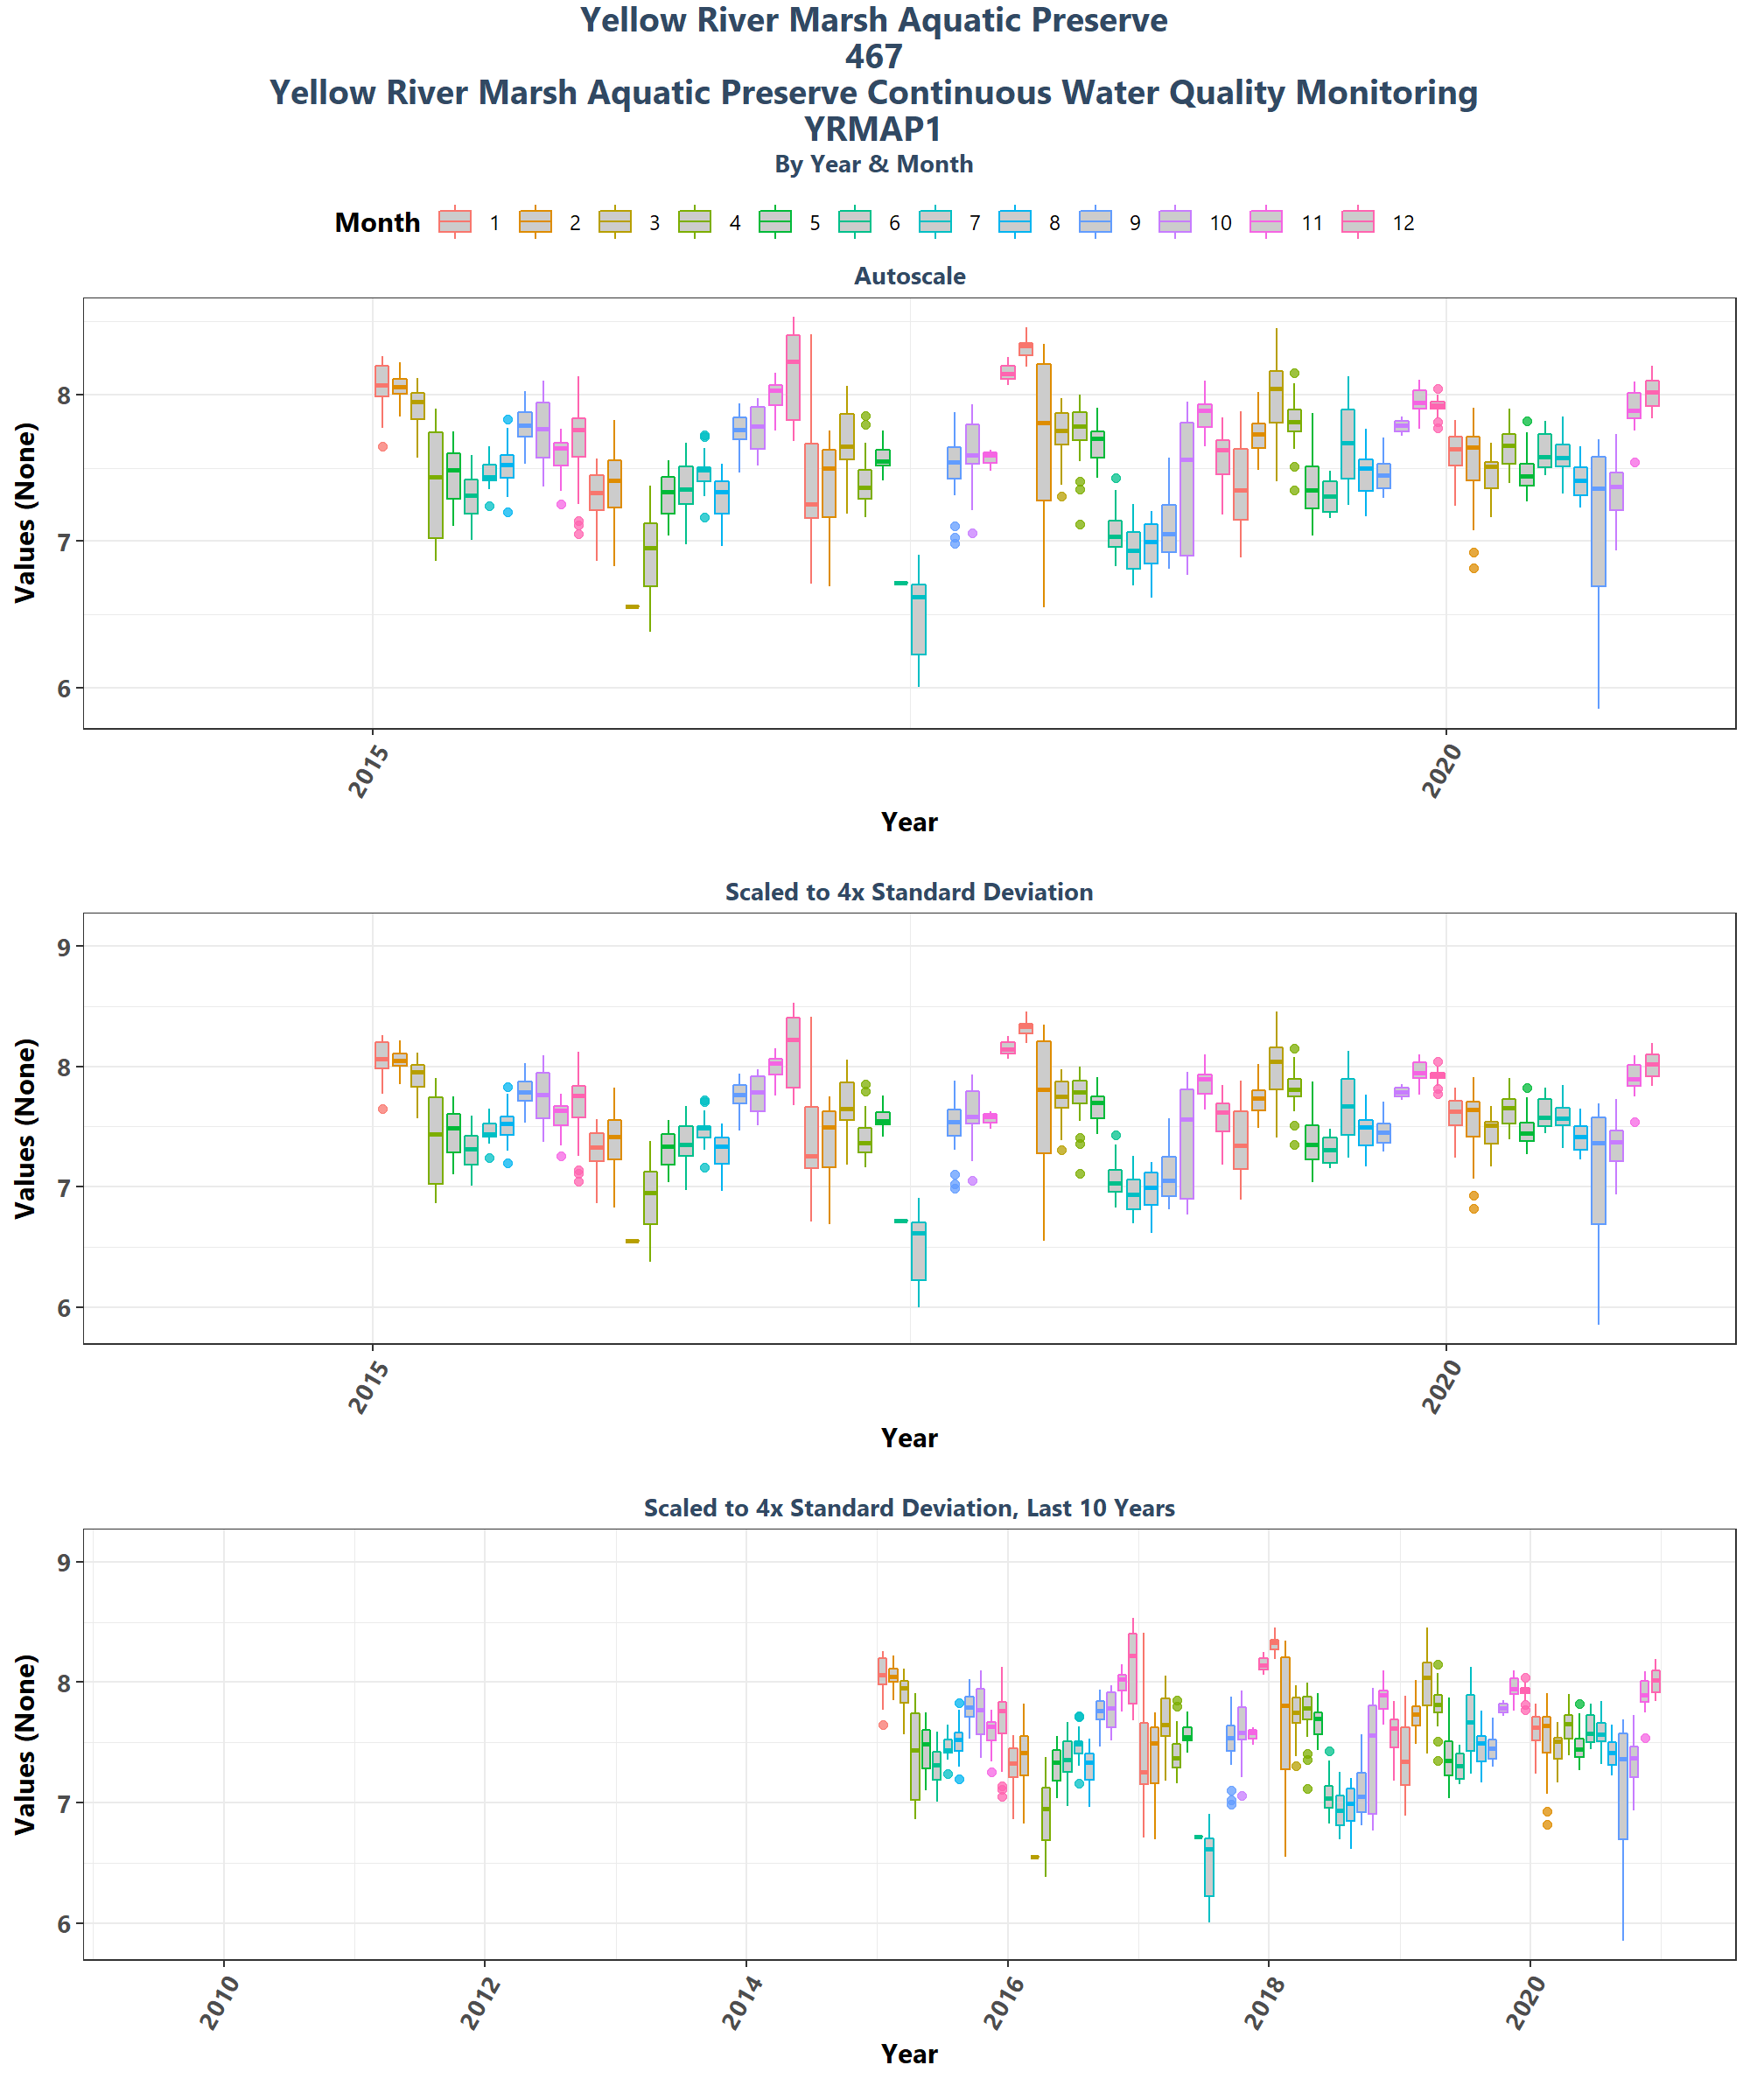 Yellow River Marsh Aquatic Preserve
467
Yellow River Marsh Aquatic Preserve Continuous Water Quality Monitoring
YRMAP1
By Year & Month
Month 1 2 3 4 5 6 7 8 9 10 11 12
Autoscale
Values (None)
8
7
6
2015 2020
Year
Scaled to 4x Standard Deviation
Values (None)
9
8
7
6
2015 2020
Year
Scaled to 4x Standard Deviation, Last 10 Years
Values (None)
9
8
7
6
2010 2012 2014 2016 2018 2020
Year